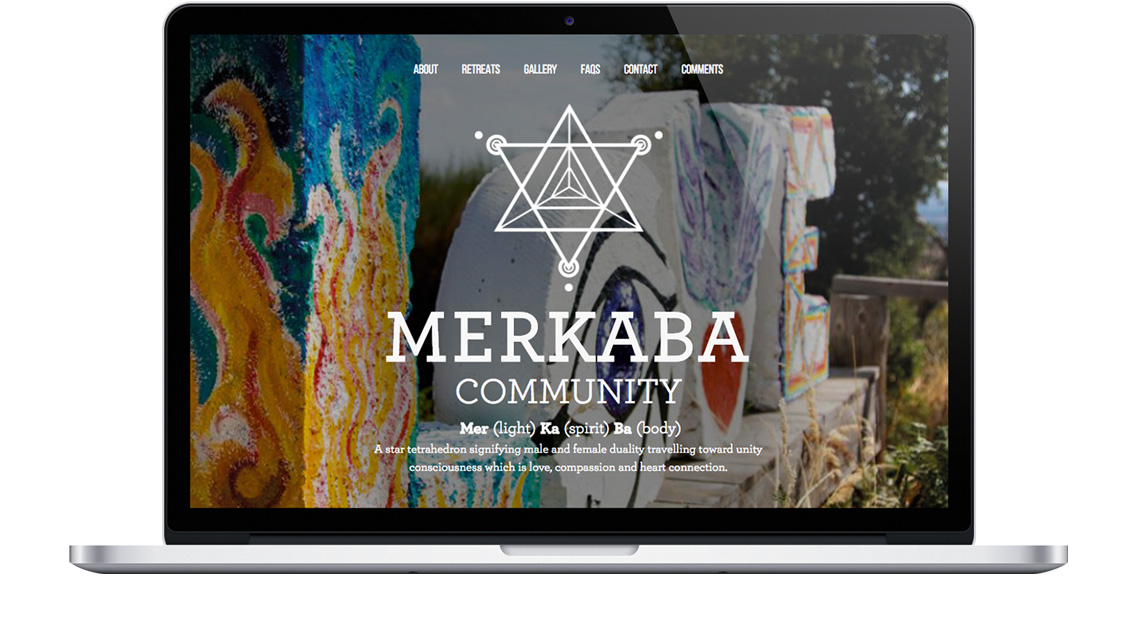 ABOUT RETREATS GALLERY FAQS CONTACT COMMENTS
MERKABA
COMMUNITY
Mer (light) Ka (spirit) Ba (body)
A star tetrahedron signifying male and female duality travelling toward unity
consciousness which is love, compassion and heart connection.